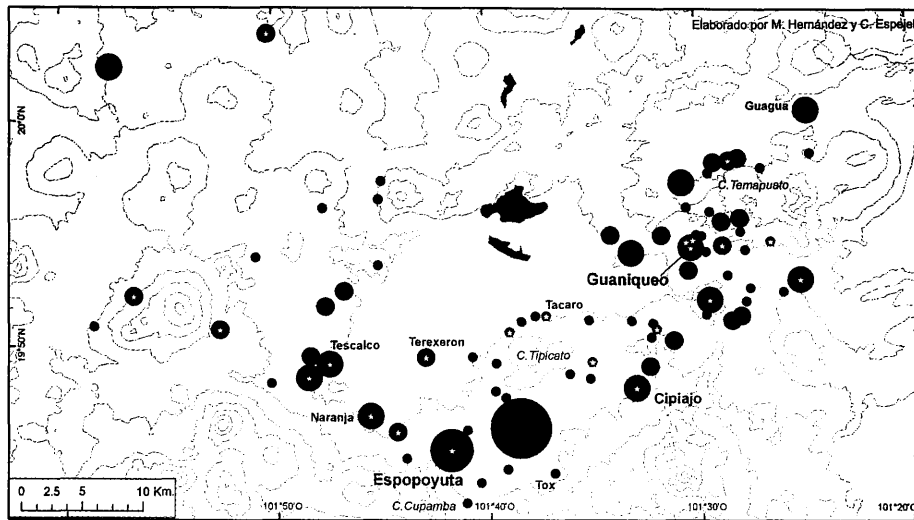 Elaborado por M. Hernández y C. Espejel
20°0'N
Guagua
C. Temapuato
Guaniqueo
Tacaro
19°50'N
Tescalco
Terexeron
C. Tipicato
Cipiajo
Naranja
Espopoyuta
Tox
C. Cupamba
0 2.5 5 10 Km.
101°50'O
101°40'O
101°30'O
101°20'O